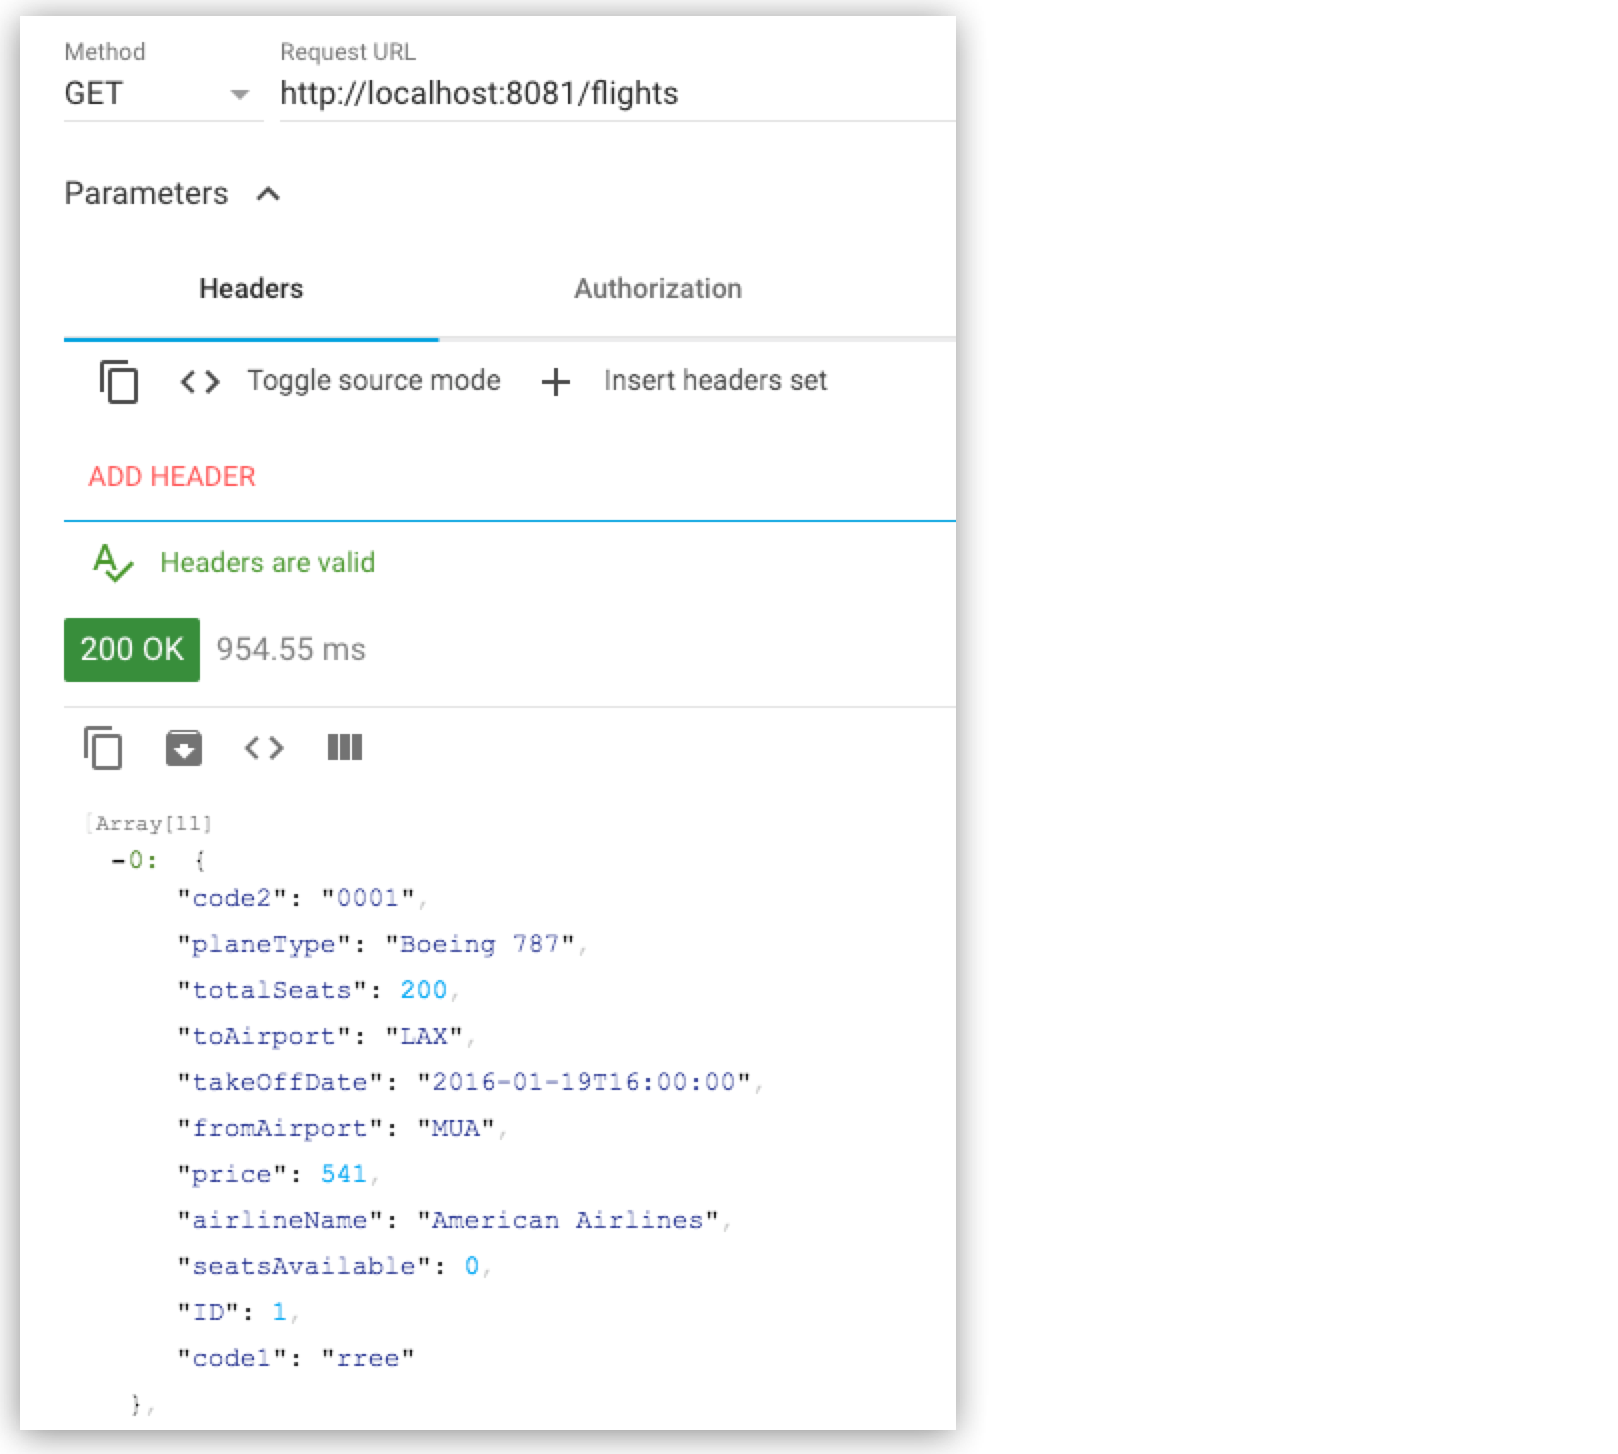 Method Request URL
GET http://localhost:8081/flights
Parameters
Headers Authorization
Toggle source mode Insert headers set
ADD HEADER
Headers are valid
200 OK 954.55 ms
[Array[11]
-0: {
"code2": "0001",
"planeType": "Boeing 787",
"totalSeats": 200,
"toAirport": "LAX",
"takeOffDate": "2016-01-19T16:00:00",
"fromAirport": "MUA",
"price": 541,
"airlineName": "American Airlines",
"seatsAvailable": 0,
"ID": 1,
"code1": "rree"
},